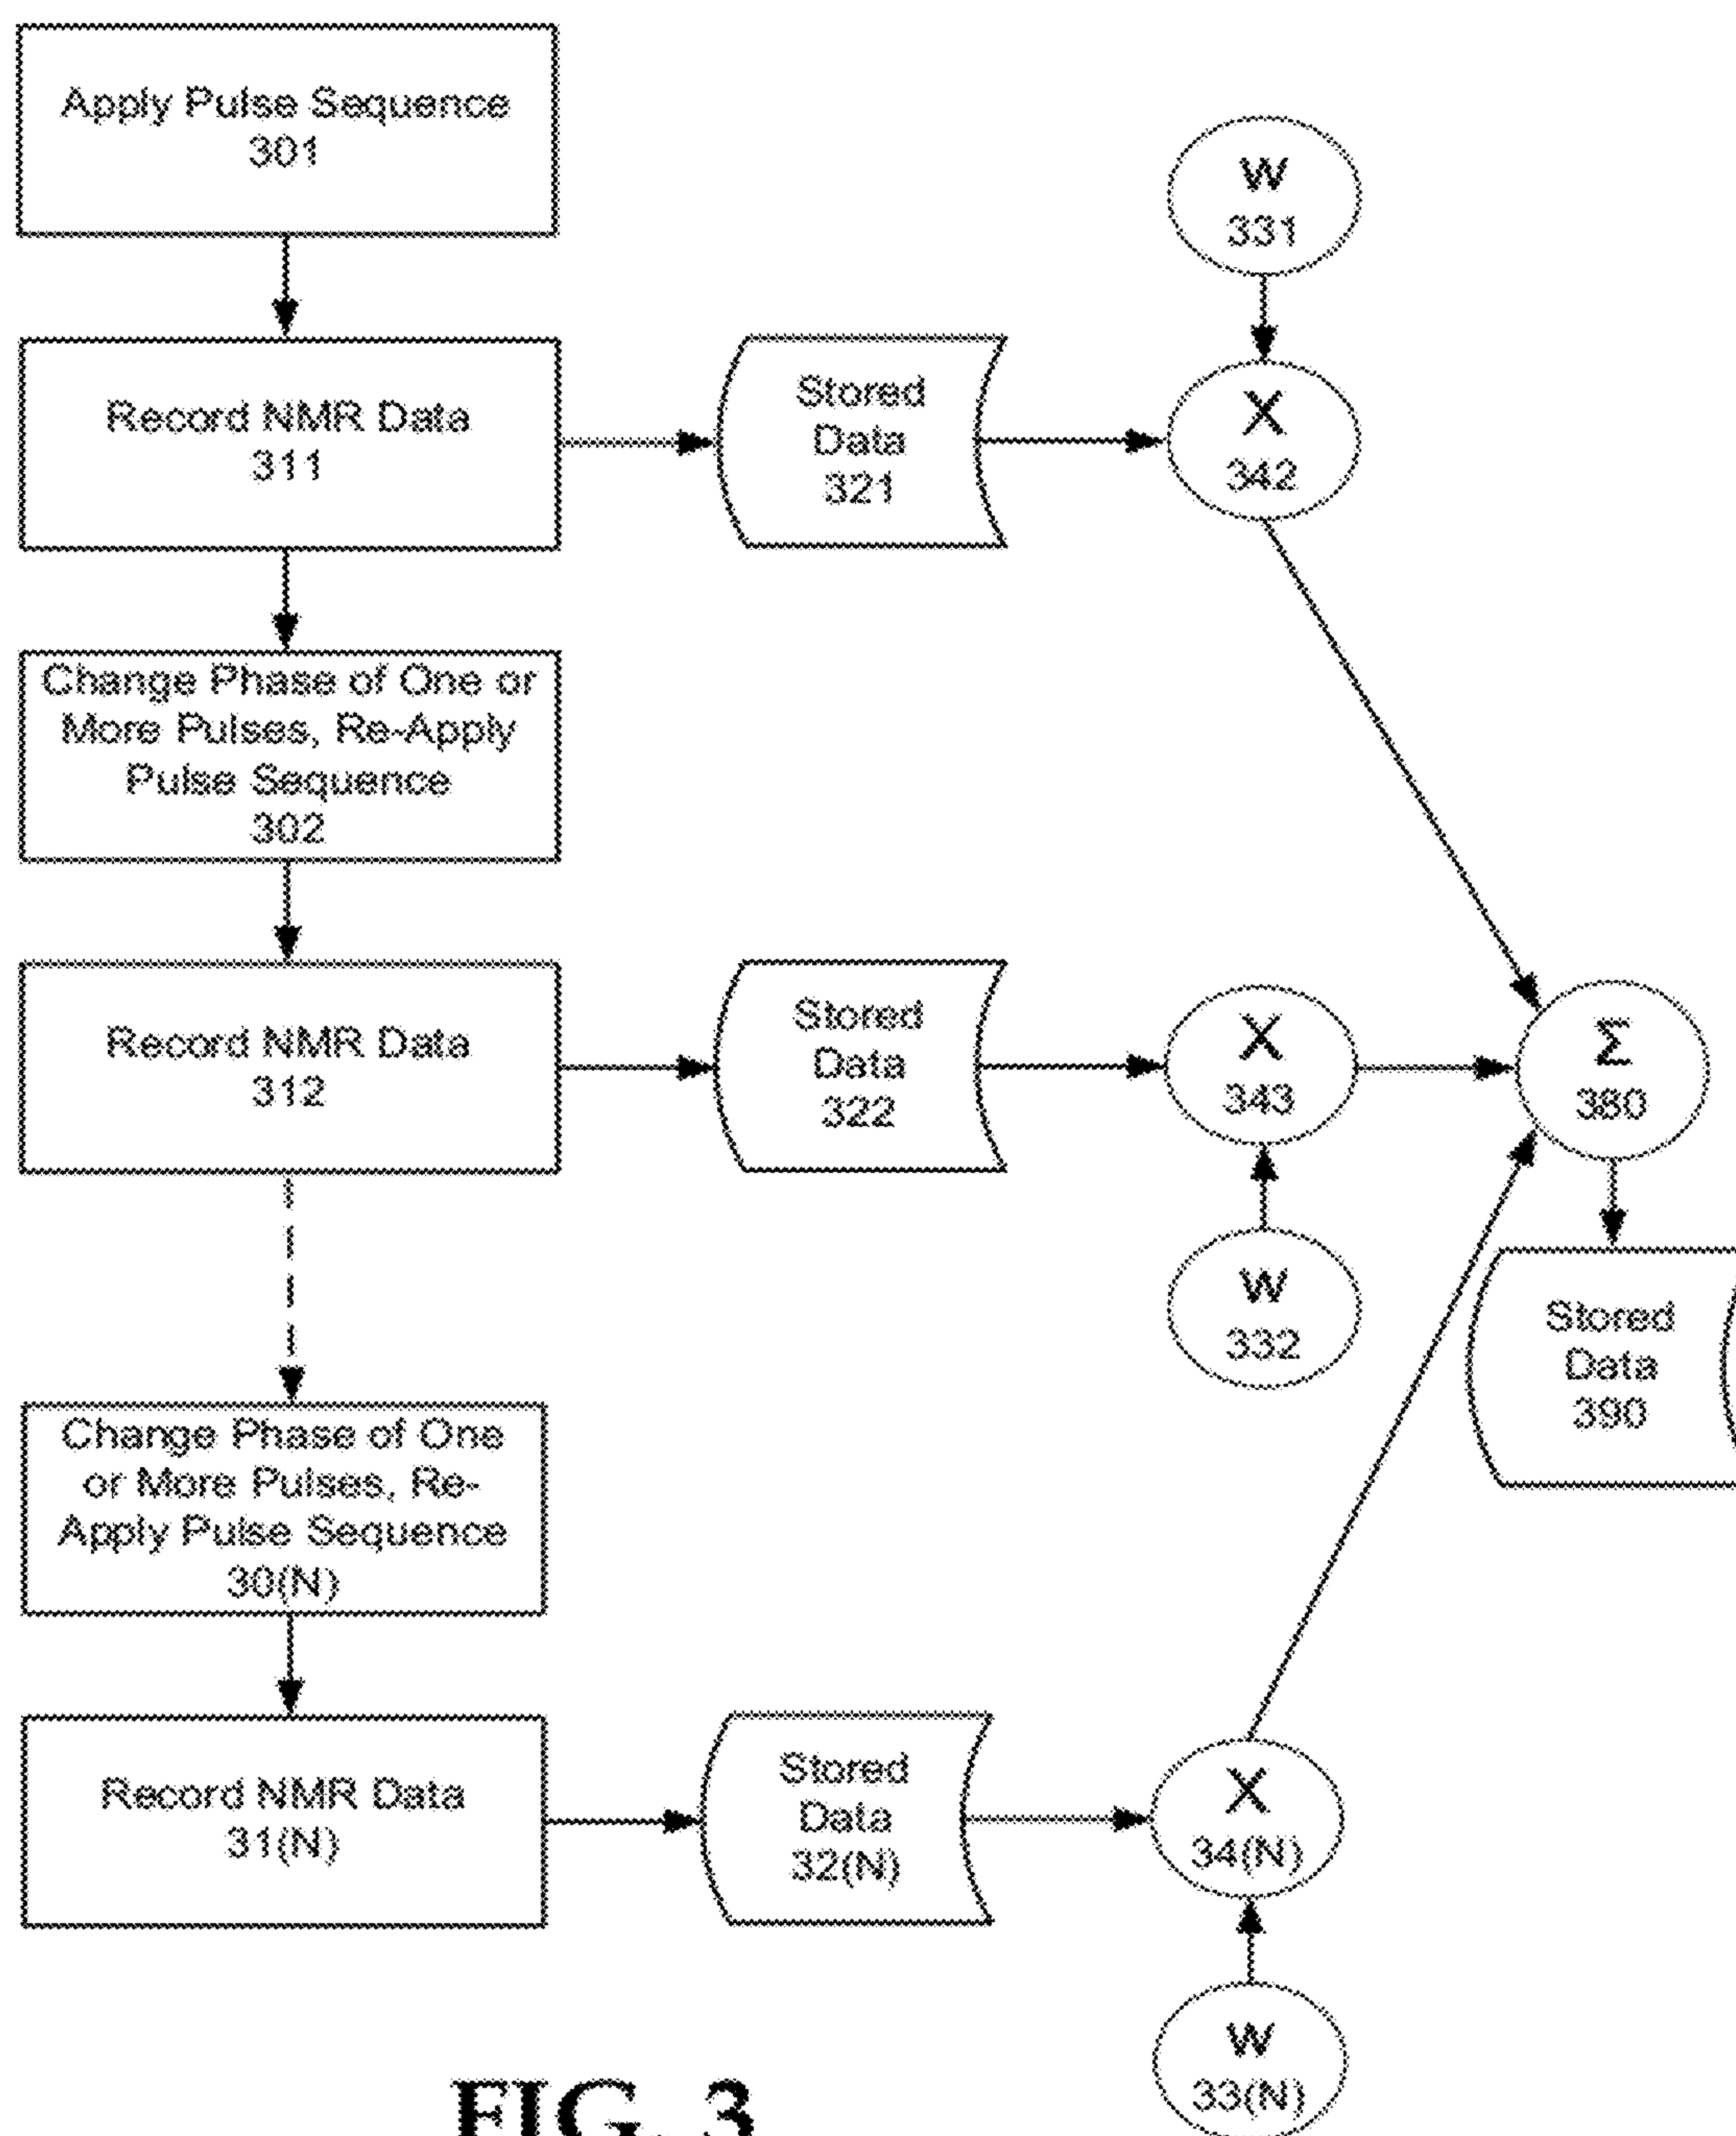 Apply Pulse Sequence
301
W
331
Record NMR Data
311
Stored
Data
321
X
342
Change Phase of One or
More Pulses, Re-Apply
Pulse Sequence
302
Record NMR Data
312
Stored
Data
322
X
343
Σ
380
W
332
Stored
Data
390
Change Phase of One
or More Pulses, Re-
Apply Pulse Sequence
30(N)
Record NMR Data
31(N)
Stored
Data
32(N)
X
34(N)
W
33(N)
FIG. 3